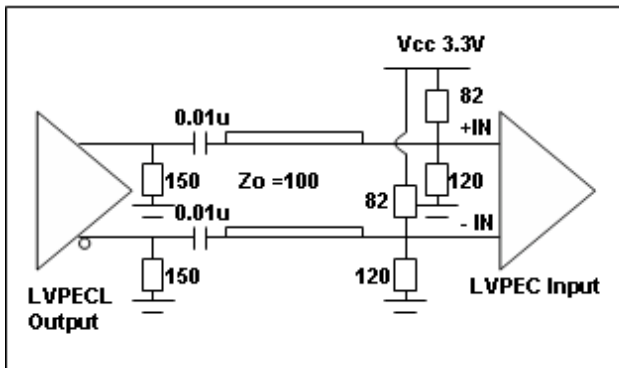 Vcc 3.3V
82
0.01u
+IN
150
Zo =100
120
0.01u
82
- IN
150
120
LVPECL
Output
LVPEC Input